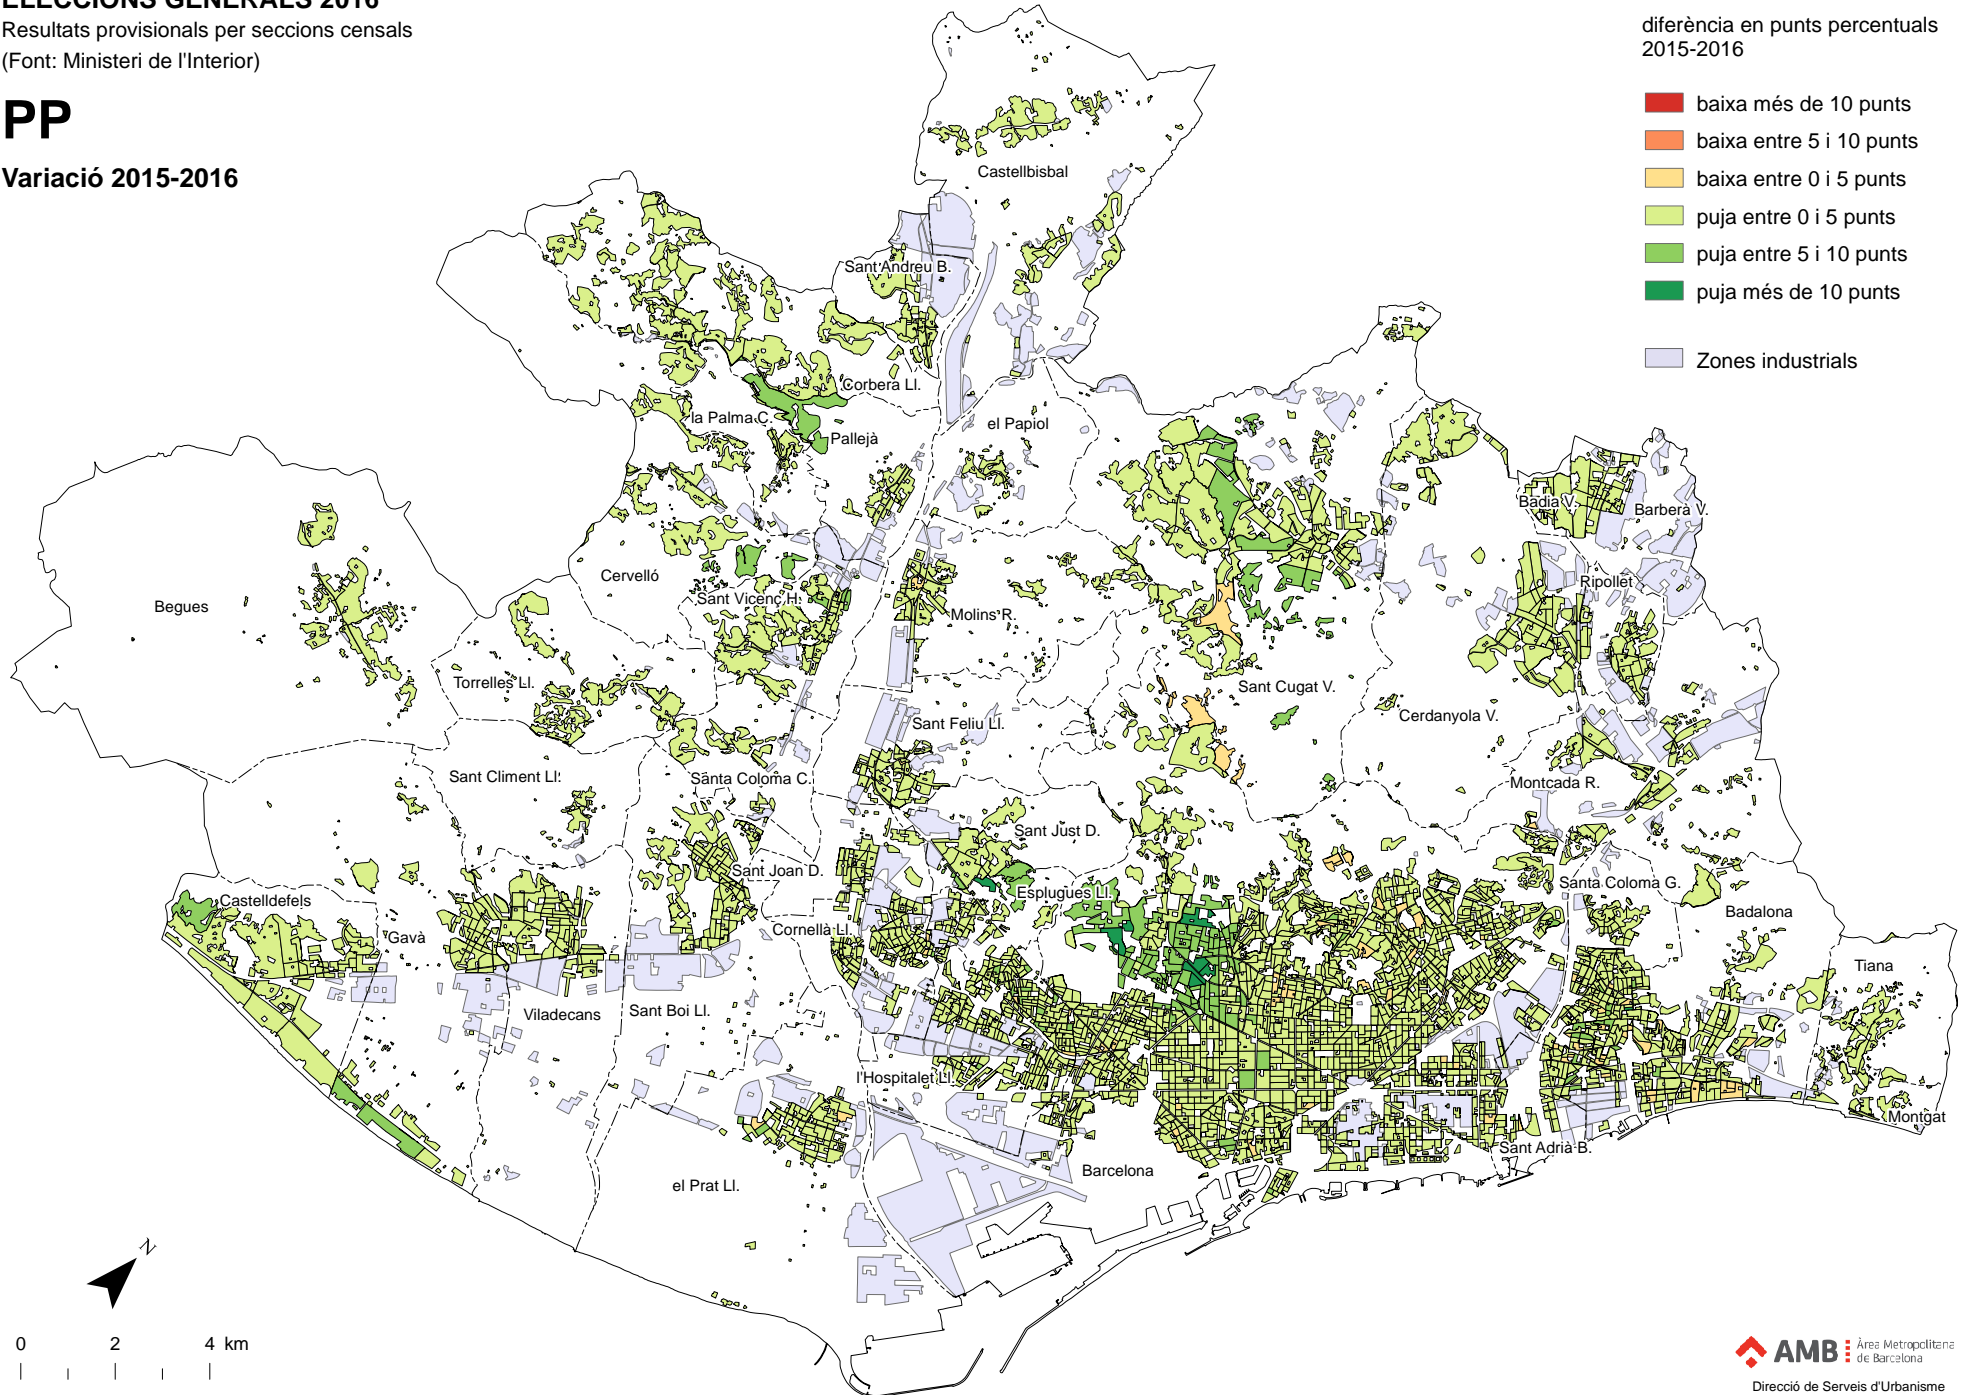 ELECCIONS GENERALS 2016
Resultats provisionals per seccions censals
(Font: Ministeri de l'Interior)
PP
Variació 2015-2016
diferència en punts percentuals
2015-2016
baixa més de 10 punts
baixa entre 5 i 10 punts
baixa entre 0 i 5 punts
puja entre 0 i 5 punts
puja entre 5 i 10 punts
puja més de 10 punts
Zones industrials
Castellbisbal
Sant Andreu B.
Corbera Ll.
la Palma C.
Pallejà
el Papiol
Badia V.
Barberà V.
Cervelló
Begues
Sant Vicenç H.
Molins R.
Ripollet
Torrelles Ll.
Sant Cugat V.
Cerdanyola V.
Sant Feliu Ll.
Sant Climent Ll.
Santa Coloma C.
Montcada R.
Sant Just D.
Sant Joan D.
Esplugues Ll.
Santa Coloma G.
Castelldefels
Badalona
Gavà
Cornellà Ll.
Tiana
Viladecans
Sant Boi Ll.
l'Hospitalet Ll.
Montgat
Sant Adrià B.
Barcelona
el Prat Ll.
N
0 2 4 km
AMB Àrea Metropolitana
de Barcelona
Direcció de Serveis d'Urbanisme